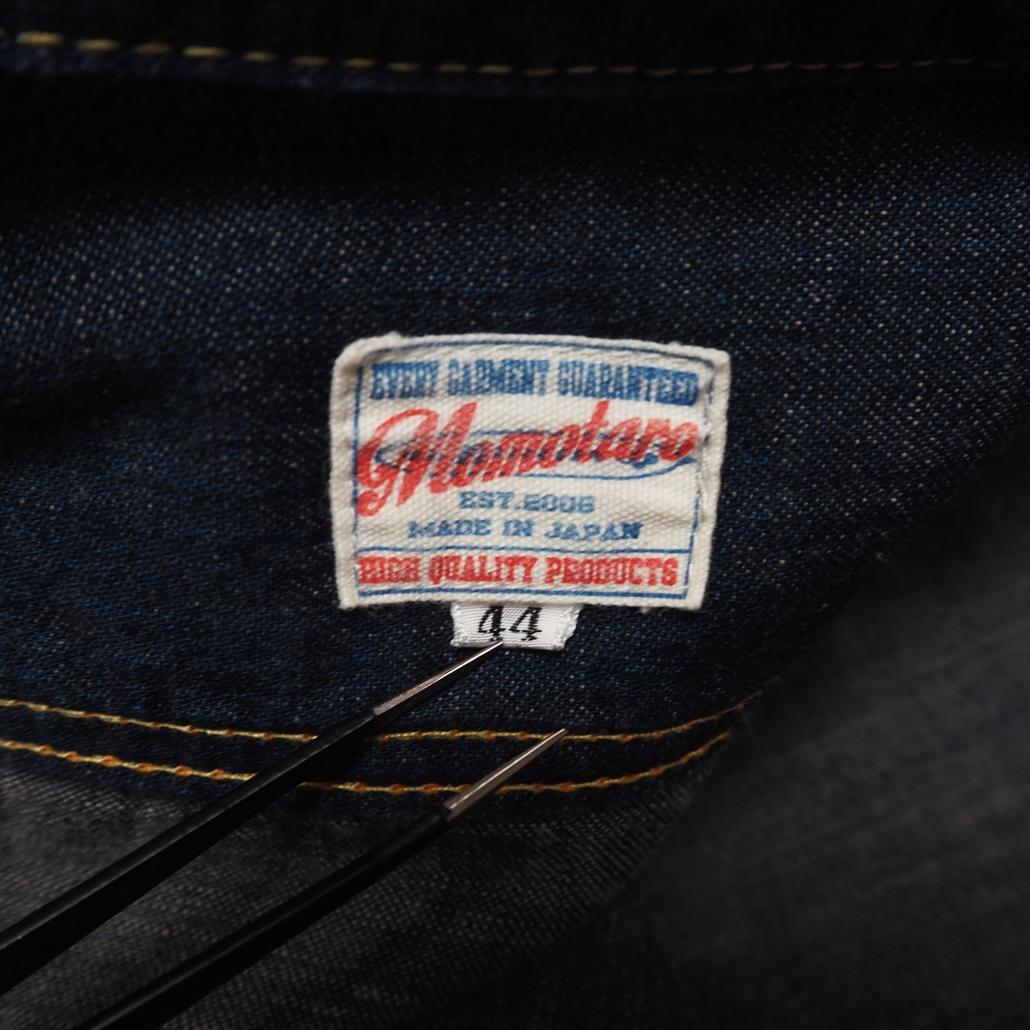 EVERY GARMENT GUARANTEED
Momotaro
EST.2006
MADE IN JAPAN
HIGH QUALITY PRODUCTS
44